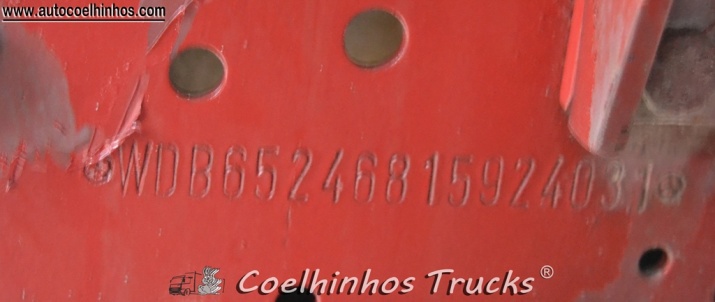 www.autocoelhinhos.com
WDB65246815924031
Coelhinhos Trucks®